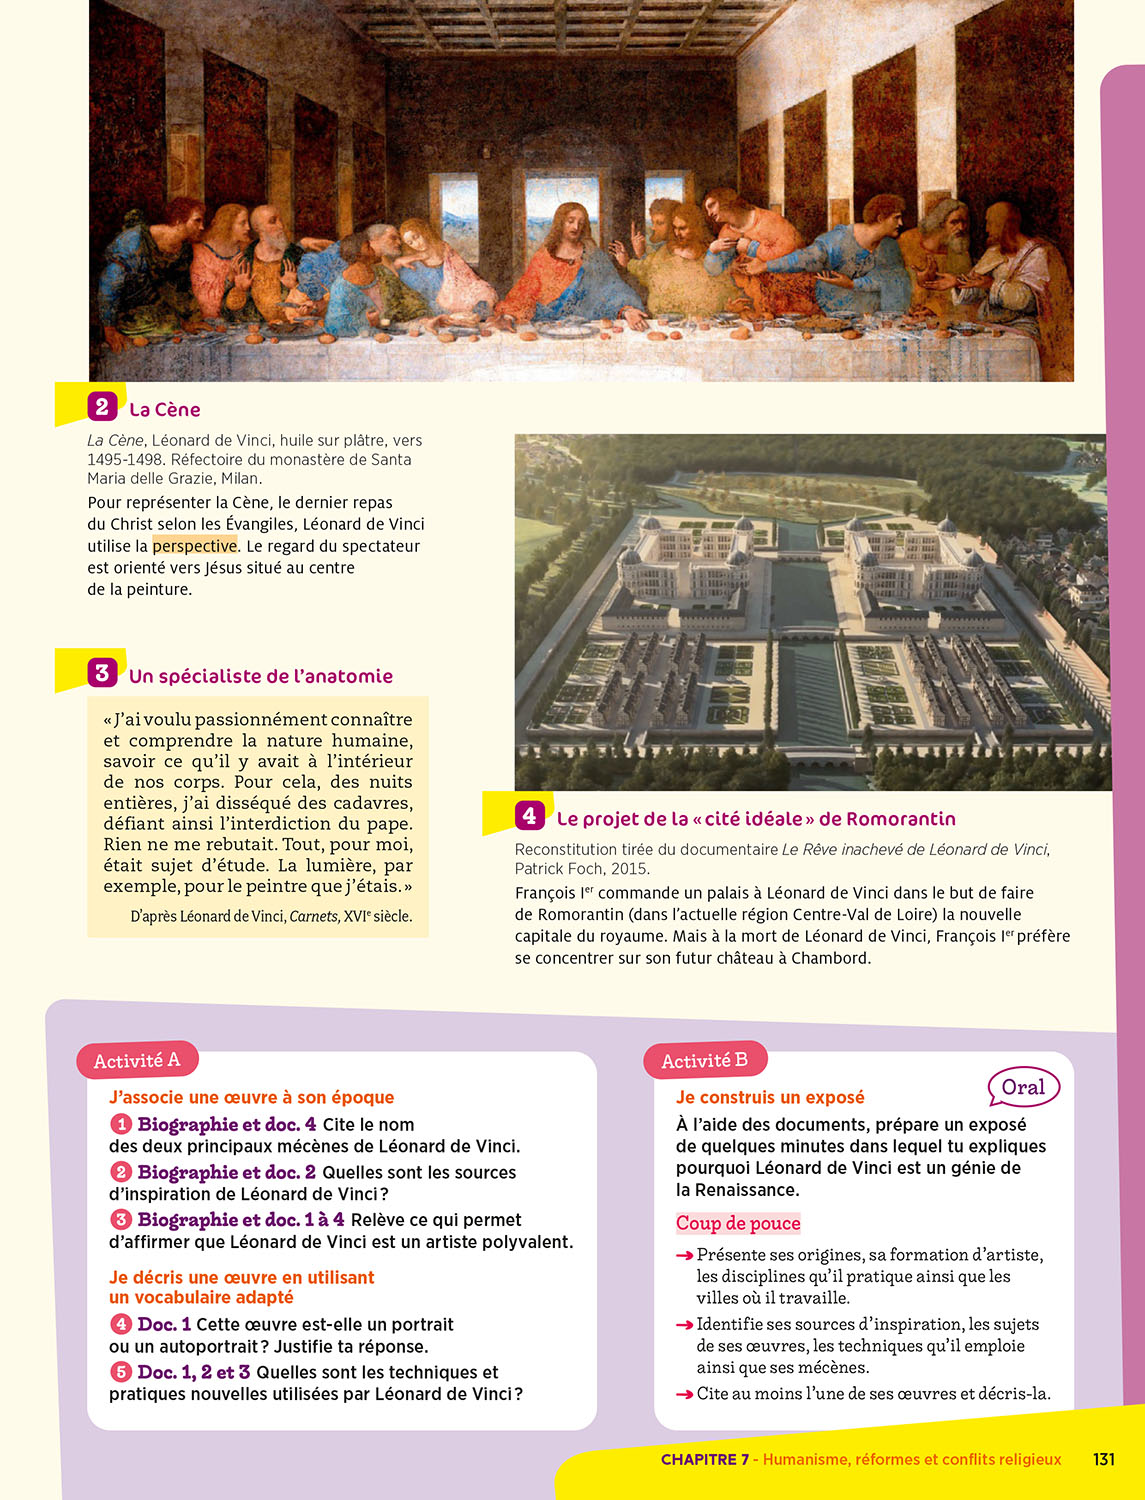 2 La Cène
La Cène, Léonard de Vinci, huile sur plâtre, vers
1495-1498. Réfectoire du monastère de Santa
Maria delle Grazie, Milan.
Pour représenter la Cène, le dernier repas
du Christ selon les Évangiles, Léonard de Vinci
utilise la perspective. Le regard du spectateur
est orienté vers Jésus situé au centre
de la peinture.
3 Un spécialiste de l’anatomie
« J’ai voulu passionnément connaître
et comprendre la nature humaine,
savoir ce qu’il y avait à l’intérieur
de nos corps. Pour cela, des nuits
entières, j’ai disséqué des cadavres,
défiant ainsi l’interdiction du pape.
Rien ne me rebutait. Tout, pour moi,
était sujet d’étude. La lumière, par
exemple, pour le peintre que j’étais. »
D’après Léonard de Vinci, Carnets, XVIe siècle.
4 Le projet de la « cité idéale » de Romorantin
Reconstitution tirée du documentaire Le Rêve inachevé de Léonard de Vinci,
Patrick Foch, 2015.
François Ier commande un palais à Léonard de Vinci dans le but de faire
de Romorantin (dans l’actuelle région Centre-Val de Loire) la nouvelle
capitale du royaume. Mais à la mort de Léonard de Vinci, François Ier préfère
se concentrer sur son futur château à Chambord.
Activité A
J’associe une œuvre à son époque
1 Biographie et doc. 4 Cite le nom
des deux principaux mécènes de Léonard de Vinci.
2 Biographie et doc. 2 Quelles sont les sources
d’inspiration de Léonard de Vinci ?
3 Biographie et doc. 1 à 4 Relève ce qui permet
d’affirmer que Léonard de Vinci est un artiste polyvalent.
Je décris une œuvre en utilisant
un vocabulaire adapté
4 Doc. 1 Cette œuvre est-elle un portrait
ou un autoportrait ? Justifie ta réponse.
5 Doc. 1, 2 et 3 Quelles sont les techniques et
pratiques nouvelles utilisées par Léonard de Vinci ?
Activité B
Oral
Je construis un exposé
À l’aide des documents, prépare un exposé
de quelques minutes dans lequel tu expliques
pourquoi Léonard de Vinci est un génie de
la Renaissance.
Coup de pouce
→ Présente ses origines, sa formation d’artiste,
les disciplines qu’il pratique ainsi que les
villes où il travaille.
→ Identifie ses sources d’inspiration, les sujets
de ses œuvres, les techniques qu’il emploie
ainsi que ses mécènes.
→ Cite au moins l’une de ses œuvres et décris-la.
CHAPITRE 7 - Humanisme, réformes et conflits religieux 131